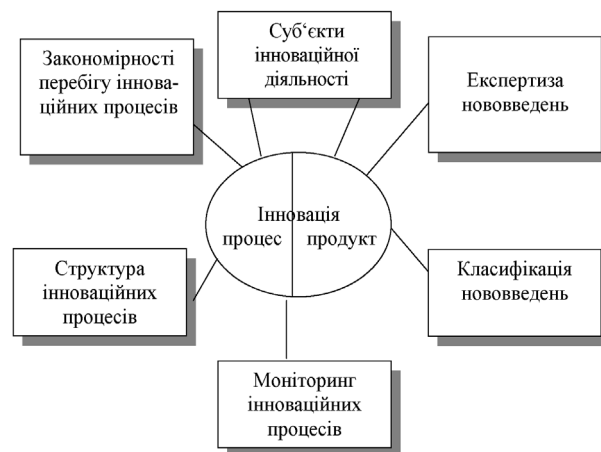 Суб‘єкти
інноваційної
діяльності
Закономірності
перебігу іннова-
ційних процесів
Експертиза
нововведень
Інновація
процес продукт
Структура
інноваційних
процесів
Класифікація
нововведень
Моніторинг
інноваційних
процесів